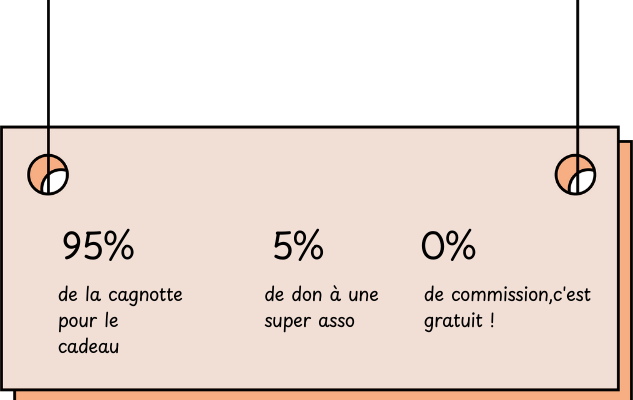 95%
de la cagnotte
pour le
cadeau
5%
de don à une
super asso
0%
de commission,c'est
gratuit !